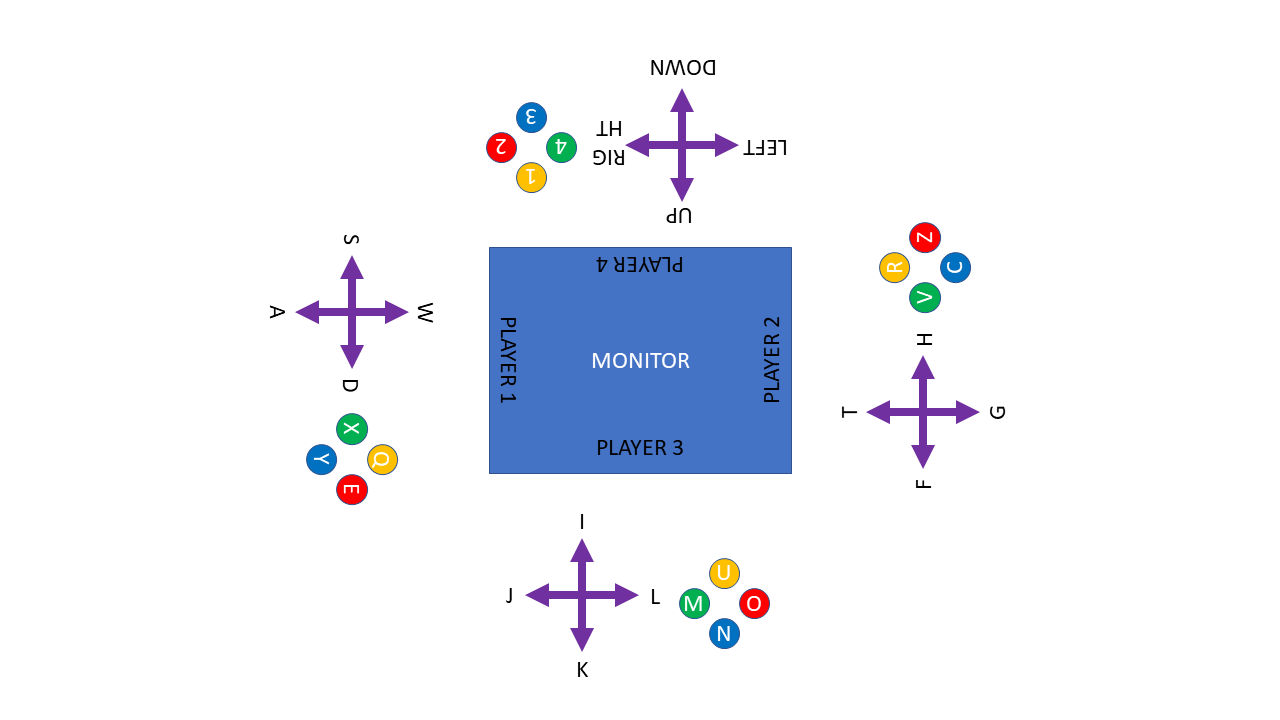 DOWN
3
2
4
1
RIG
HT
LEFT
UP
S
A
W
D
X
Y
Q
E
PLAYER 4
PLAYER 1
MONITOR
PLAYER 2
PLAYER 3
Z
R
C
V
H
T
G
F
I
J
L
K
U
M
O
N